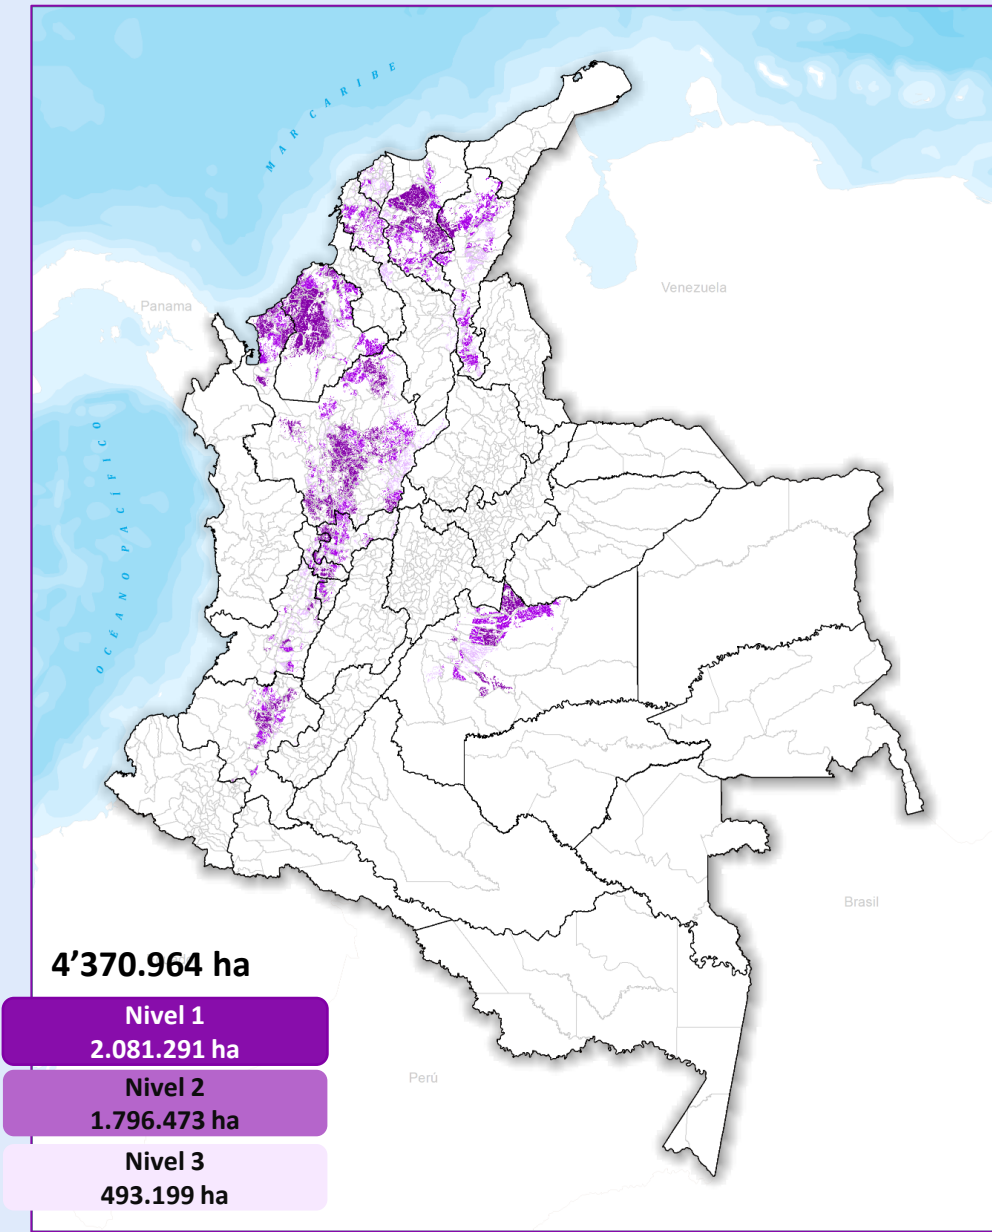 MAR CARIBE
Panama
Venezuela
OCÉANO PACÍFICO
Brasil
4’370.964 ha
Nivel 1
2.081.291 ha
Nivel 2
1.796.473 ha
Perú
Nivel 3
493.199 ha